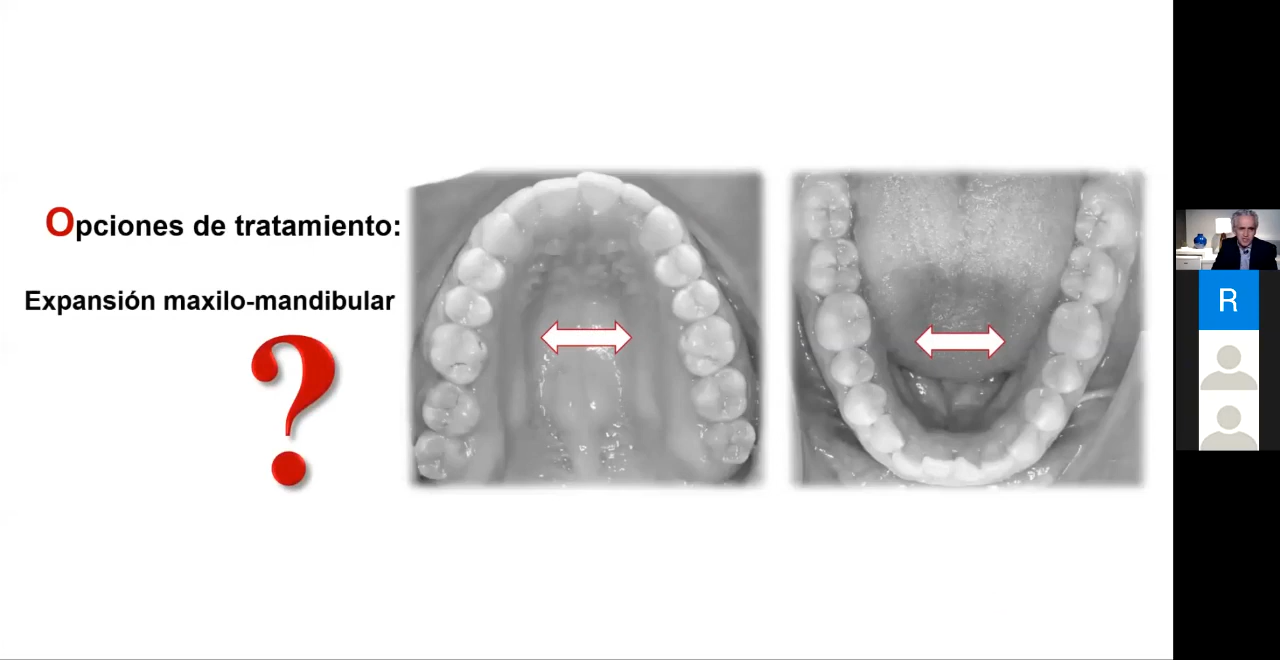 Opciones de tratamiento:
Expansión maxilo-mandibular
?
R